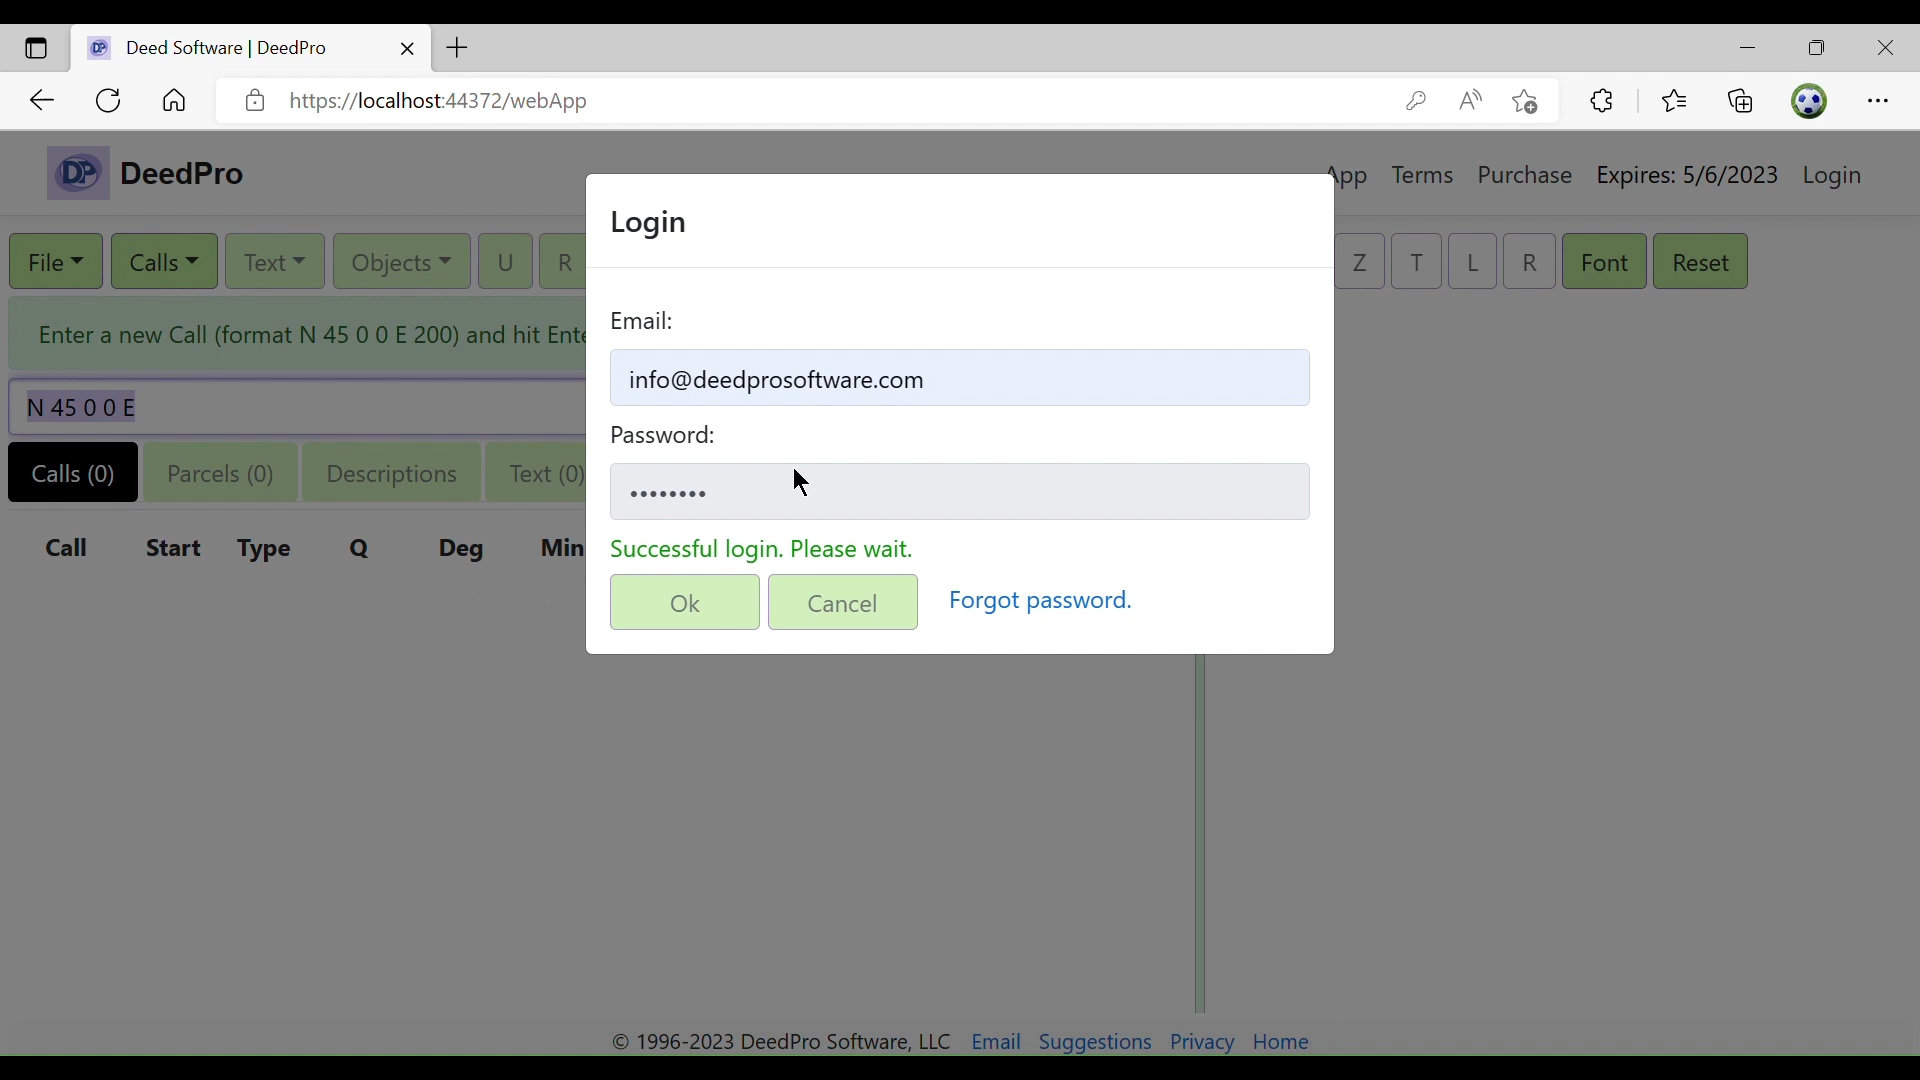 DP Deed Software | DeedPro
https://localhost:44372/webApp
DP DeedPro App Terms Purchase Expires: 5/6/2023 Login
File Calls Text Objects U R Z T L R Font Reset
Login
Enter a new Call (format N 45 0 0 E 200) and hit Ente
N 45 0 0 E
Calls (0) Parcels (0) Descriptions Text (0)
Call Start Type Q Deg Min
Email:
info@deedprosoftware.com
Password:
••••••••
Successful login. Please wait.
Ok Cancel Forgot password.
© 1996-2023 DeedPro Software, LLC Email Suggestions Privacy Home